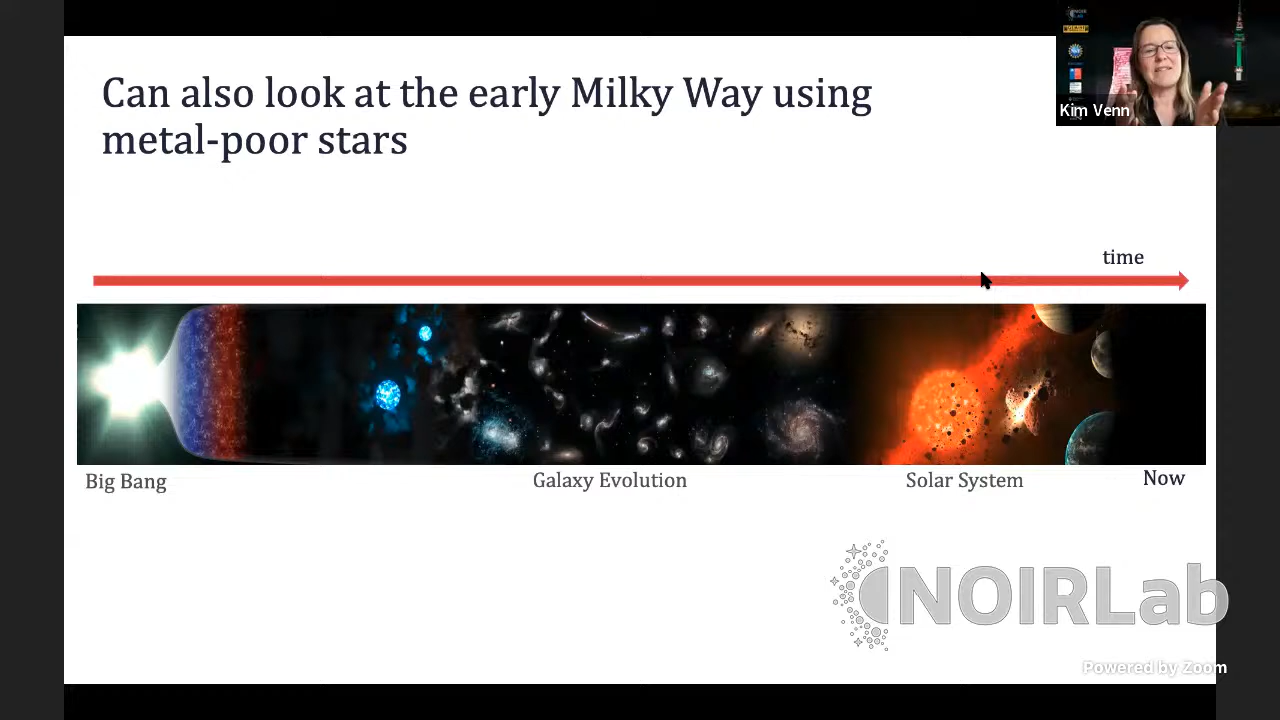 Can also look at the early Milky Way using
metal-poor stars
Kim Venn
time
Big Bang
Galaxy Evolution
Solar System
Now
NOIRLab
Powered by Zoom